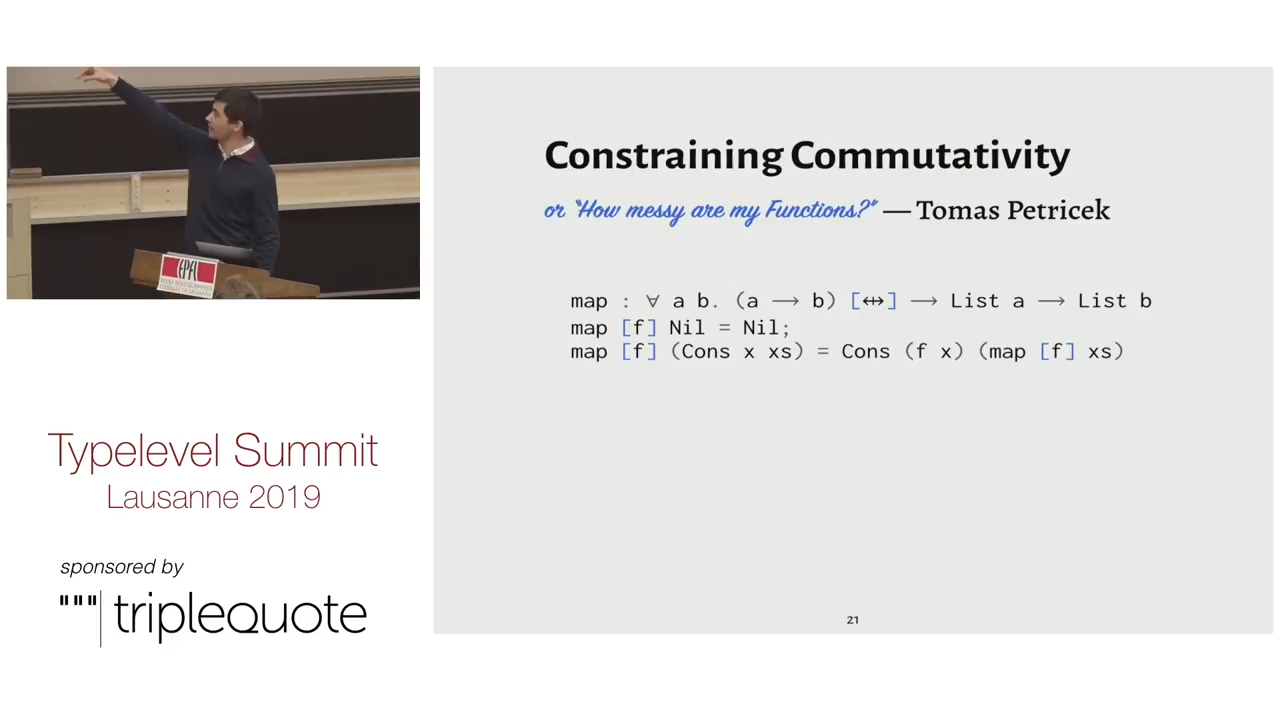 Constraining Commutativity
or "How messy are my Functions?" — Tomas Petricek
map : ∀ a b. (a ⟶ b) [⇹] ⟶ List a ⟶ List b
map [f] Nil = Nil;
map [f] (Cons x xs) = Cons (f x) (map [f] xs)
21
EPFL
Typelevel Summit
Lausanne 2019
sponsored by
"""|triplequote